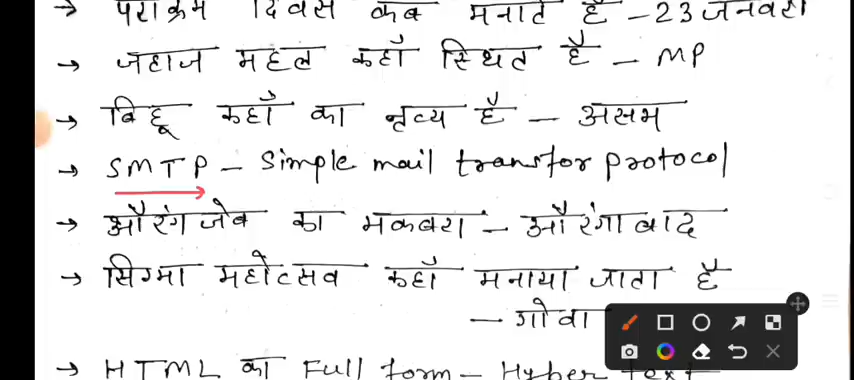 → पराक्रम दिवस कब मनाते हैं – 23 जनवरी
→ जहाज महल कहाँ स्थित है – MP
→ बिहू कहाँ का नृत्य है – असम
→ SMTP – Simple mail transfor protocol
→ औरंगजेब का मकबरा – औरंगाबाद
→ सिग्मा महोत्सव कहाँ मनाया जाता है
– गोवा
→ HTML का Full form – Hyper text